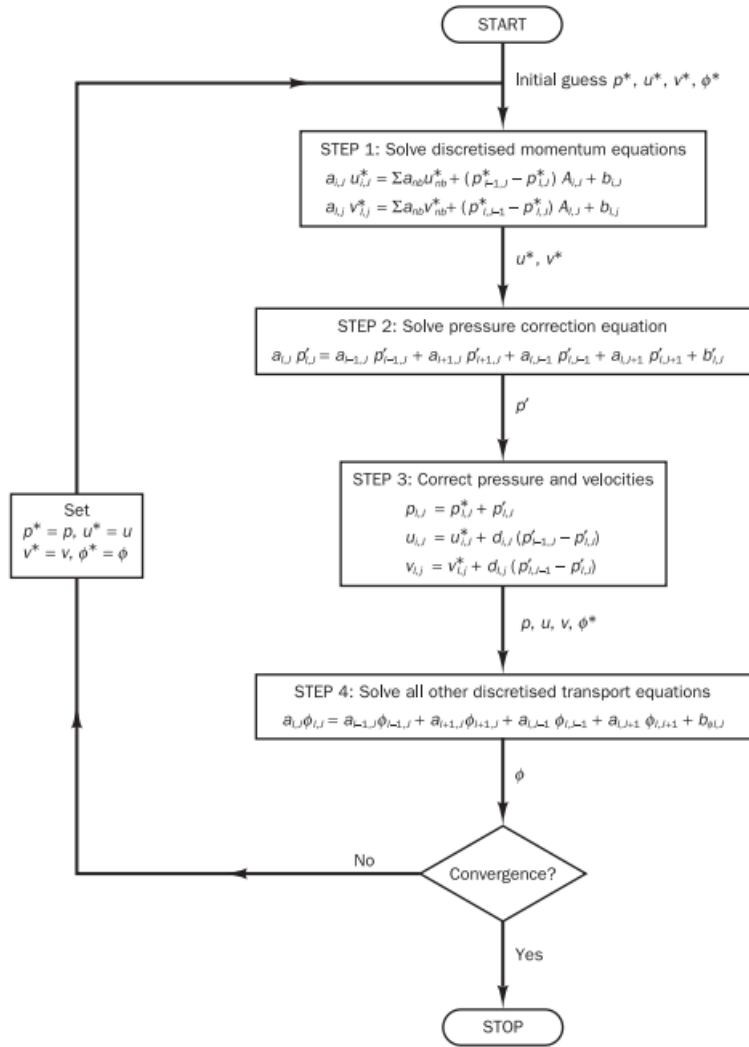 START
Initial guess p*, u*, v*, ϕ*
STEP 1: Solve discretised momentum equations
a_{i,J} u*_{i,J} = Σa_{nb}u*_{nb} + (p*_{I-1,J} – p*_{I,J}) A_{i,J} + b_{i,J}
a_{I,j} v*_{I,j} = Σa_{nb}v*_{nb} + (p*_{I,J-1} – p*_{I,J}) A_{I,j} + b_{I,j}
u*, v*
STEP 2: Solve pressure correction equation
a_{I,J} p′_{I,J} = a_{I-1,J} p′_{I-1,J} + a_{I+1,J} p′_{I+1,J} + a_{I,J-1} p′_{I,J-1} + a_{I,J+1} p′_{I,J+1} + b′_{I,J}
p′
STEP 3: Correct pressure and velocities
p_{I,J} = p*_{I,J} + p′_{I,J}
u_{i,J} = u*_{i,J} + d_{i,J} (p′_{I-1,J} – p′_{I,J})
v_{I,j} = v*_{I,j} + d_{I,j} (p′_{I,J-1} – p′_{I,J})
Set
p* = p, u* = u
v* = v, ϕ* = ϕ
p, u, v, ϕ*
STEP 4: Solve all other discretised transport equations
a_{I,J}ϕ_{I,J} = a_{I-1,J}ϕ_{I-1,J} + a_{I+1,J}ϕ_{I+1,J} + a_{I,J-1} ϕ_{I,J-1} + a_{I,J+1} ϕ_{I,J+1} + b_{ϕI,J}
ϕ
No
Convergence?
Yes
STOP